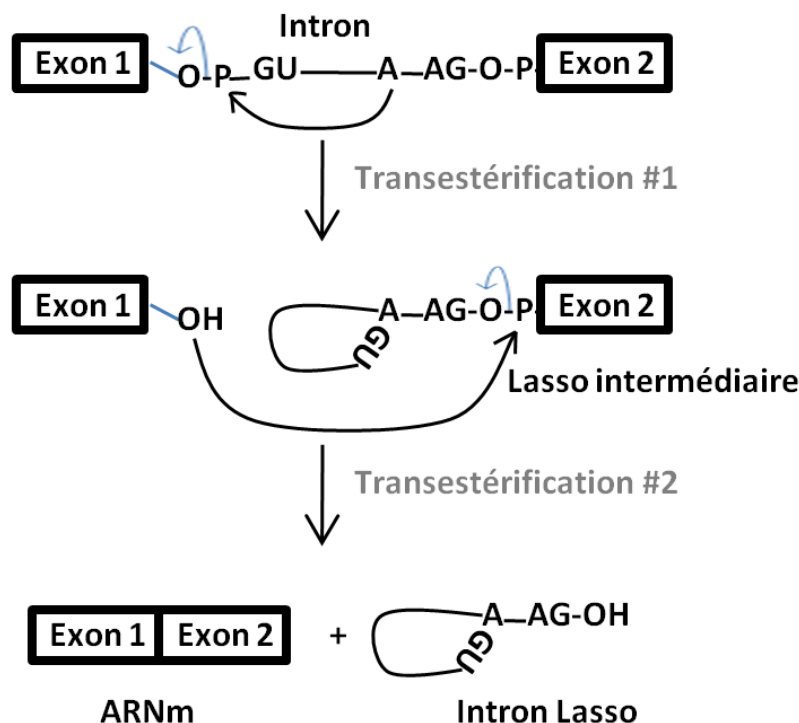 Intron
Exon 1 O-P GU A AG-O-P Exon 2
Transestérification #1
Exon 1 OH GU A AG-O-P Exon 2
Lasso intermédiaire
Transestérification #2
Exon 1 Exon 2 + GU A AG-OH
ARNm Intron Lasso